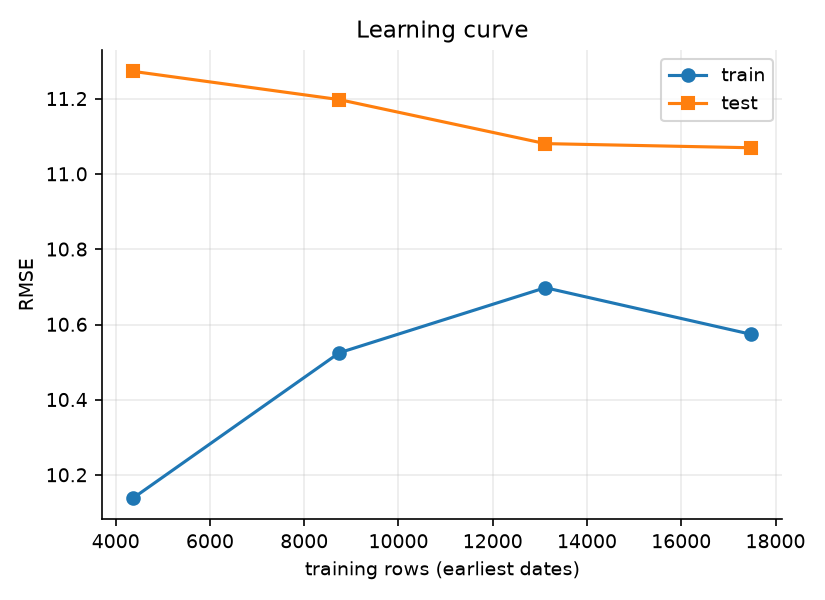 Learning curve
train
test
11.2
11.0
10.8
10.6
10.4
10.2
RMSE
4000 6000 8000 10000 12000 14000 16000 18000
training rows (earliest dates)